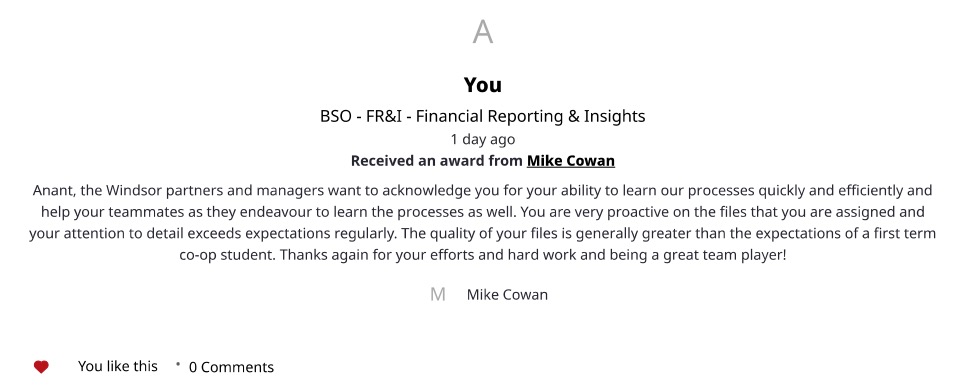 A
You
BSO - FR&I - Financial Reporting & Insights
1 day ago
Received an award from Mike Cowan
Anant, the Windsor partners and managers want to acknowledge you for your ability to learn our processes quickly and efficiently and
help your teammates as they endeavour to learn the processes as well. You are very proactive on the files that you are assigned and
your attention to detail exceeds expectations regularly. The quality of your files is generally greater than the expectations of a first term
co-op student. Thanks again for your efforts and hard work and being a great team player!
M Mike Cowan
You like this • 0 Comments